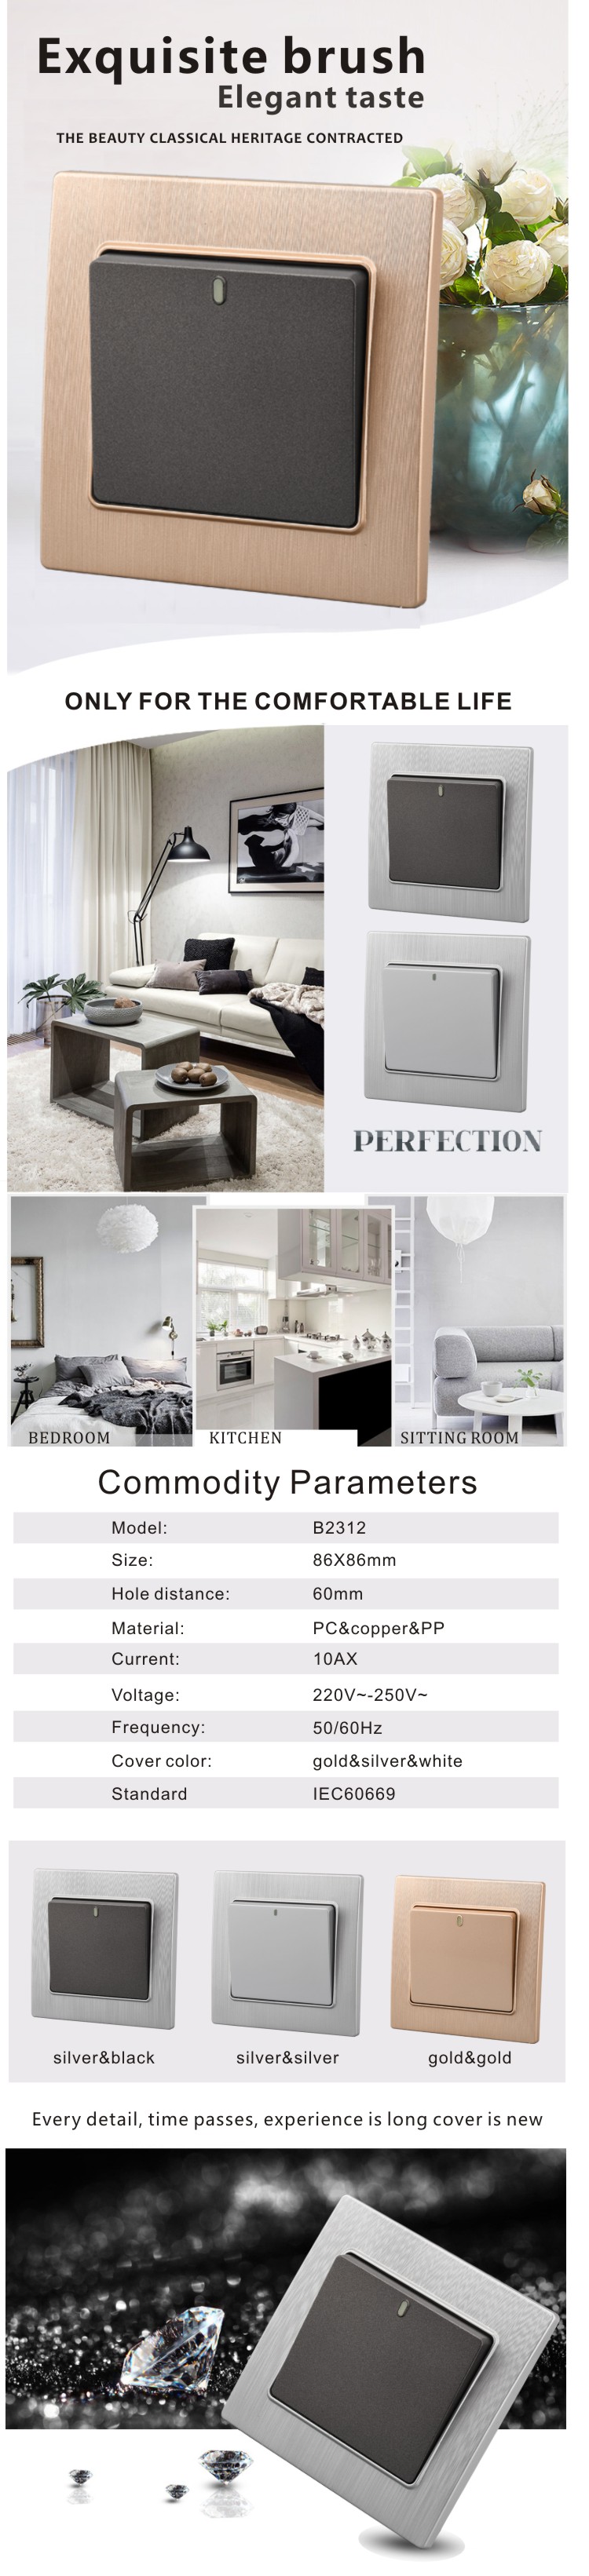 Exquisite brush
Elegant taste
THE BEAUTY CLASSICAL HERITAGE CONTRACTED
ONLY FOR THE COMFORTABLE LIFE
PERFECTION
BEDROOM
KITCHEN
SITTING ROOM
Commodity Parameters
Model: B2312
Size: 86X86mm
Hole distance: 60mm
Material: PC&copper&PP
Current: 10AX
Voltage: 220V~-250V~
Frequency: 50/60Hz
Cover color: gold&silver&white
Standard IEC60669
silver&black
silver&silver
gold&gold
Every detail, time passes, experience is long cover is new